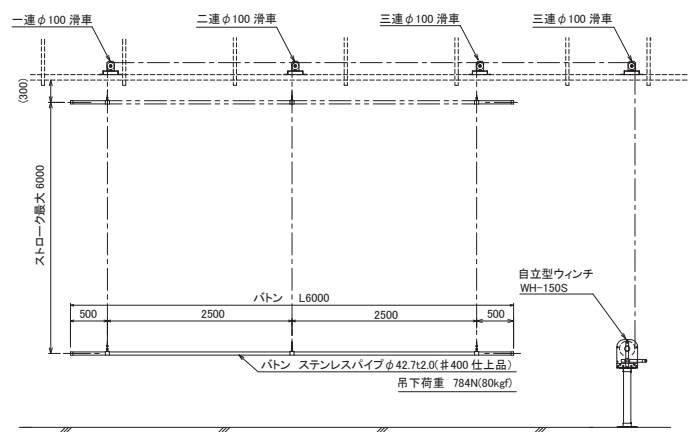 一連φ100 滑車
二連φ100 滑車
三連φ100 滑車
三連φ100 滑車
(300)
ストローク最大 6000
自立型ウィンチ
WH-150S
バトン L6000
500
2500
2500
500
バトン ステンレスパイプφ42.7t2.0(♯400 仕上品)
吊下荷重 784N(80kgf)